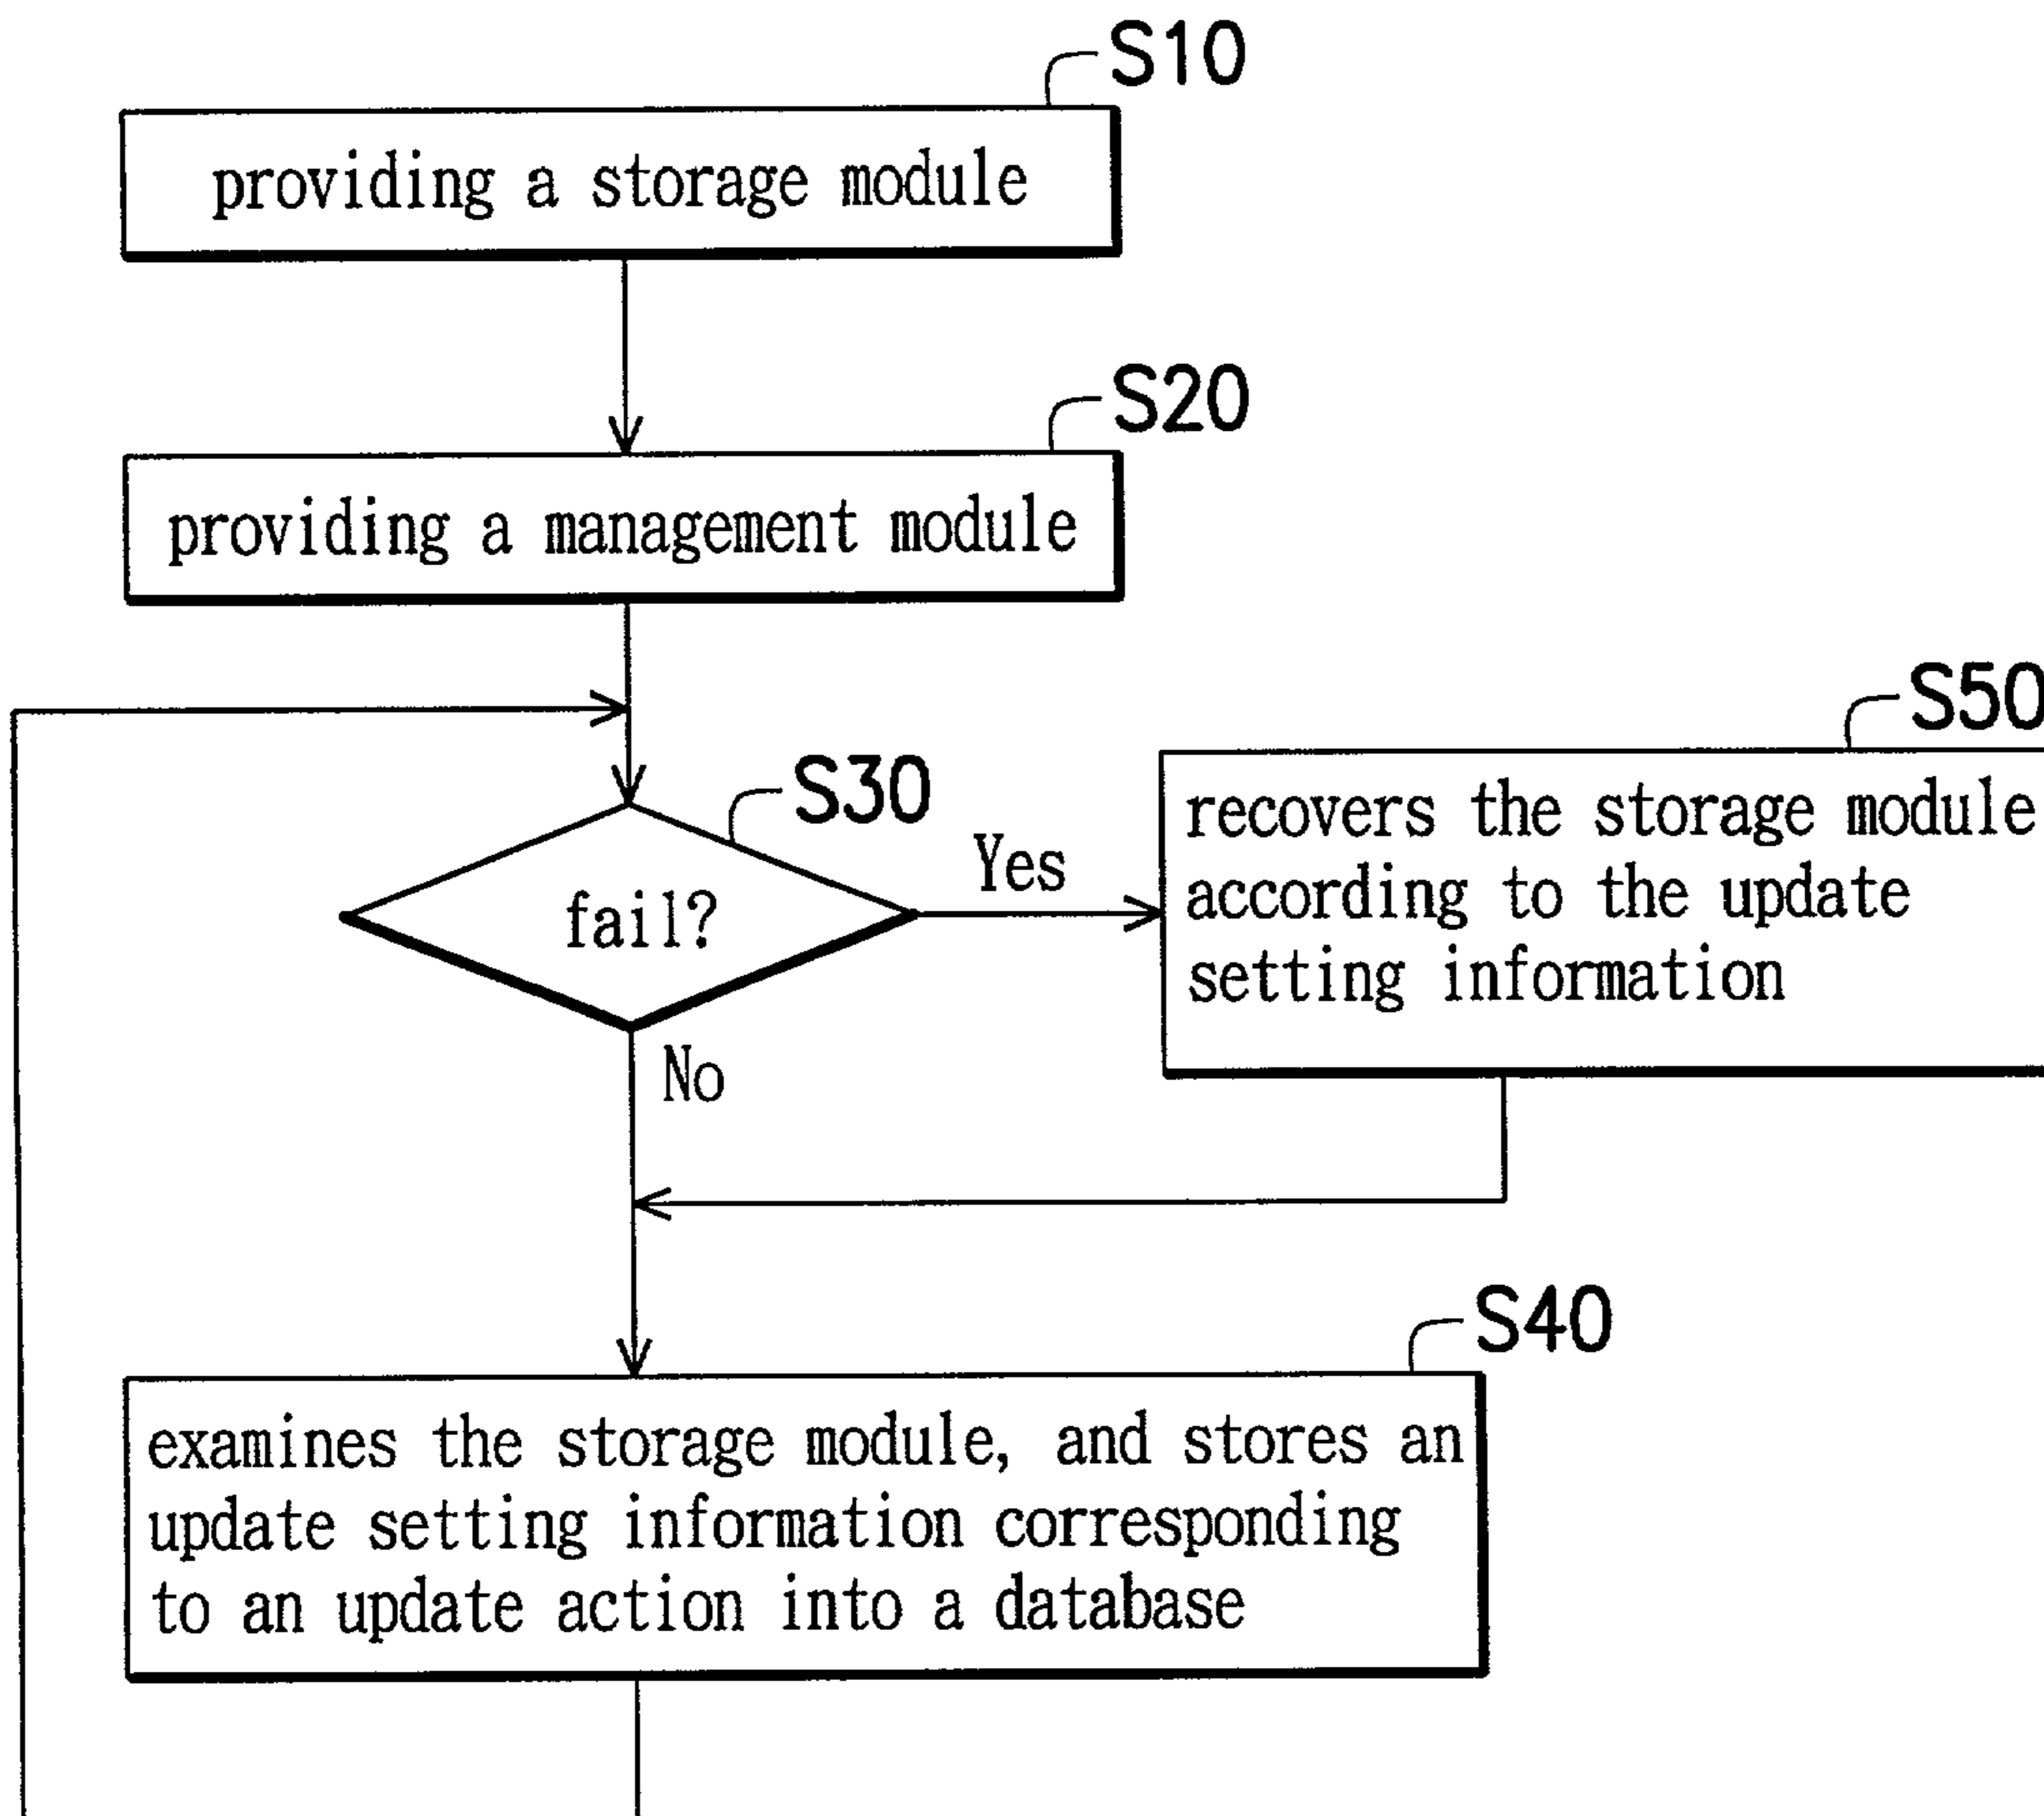 S10
providing a storage module
S20
providing a management module
S30
fail?
Yes
No
S50
recovers the storage module
according to the update
setting information
S40
examines the storage module, and stores an
update setting information corresponding
to an update action into a database